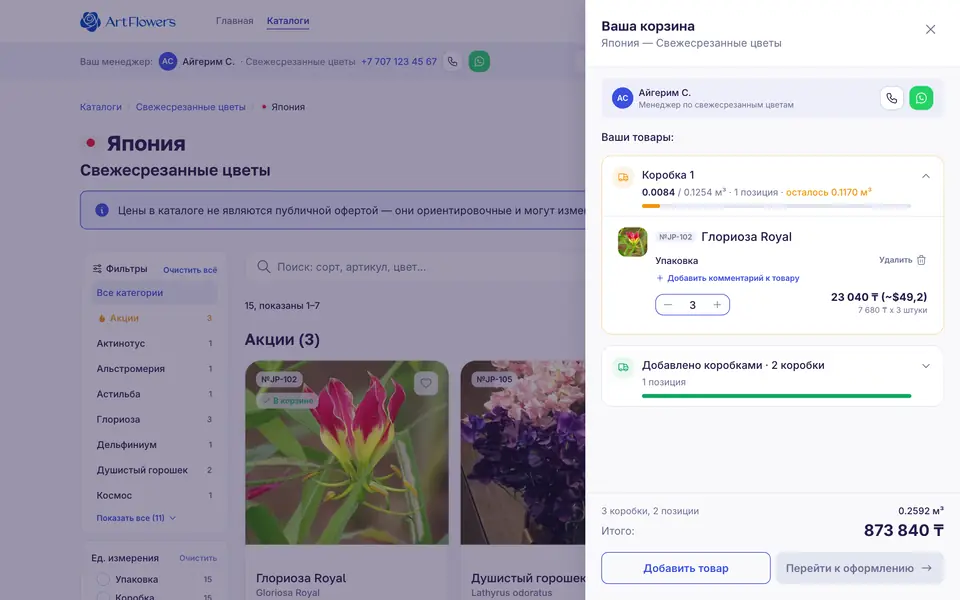 ArtFlowers
Главная Каталоги
Ваш менеджер: АС Айгерим С. · Свежесрезанные цветы +7 707 123 45 67
Каталоги Свежесрезанные цветы Япония
Япония
Свежесрезанные цветы
Цены в каталоге не являются публичной офертой — они ориентировочные и могут
Фильтры Очистить всё
Все категории
Акции 3
Актинотус 1
Альстромерия 1
Астильба 1
Глориоза 3
Дельфиниум 1
Душистый горошек 2
Космос 1
Показать все (11)
Ед. измерения Очистить
Упаковка 15
Коробка 15
Поиск: сорт, артикул, цвет...
15, показаны 1–7
Акции (3)
№JP-102
В корзине
Глориоза Royal
Gloriosa Royal
№JP-105
Душистый горошек
Lathyrus odoratus
Ваша корзина
Япония — Свежесрезанные цветы
АС Айгерим С.
Менеджер по свежесрезанным цветам
Ваши товары:
Коробка 1
0.0084 / 0.1254 м³ · 1 позиция · осталось 0.1170 м³
№JP-102 Глориоза Royal
Упаковка Удалить
+ Добавить комментарий к товару
− 3 +
23 040 ₸ (~$49,2)
7 680 ₸ x 3 штуки
Добавлено коробками · 2 коробки
1 позиция
3 коробки, 2 позиции 0.2592 м³
Итого: 873 840 ₸
Добавить товар Перейти к оформлению →